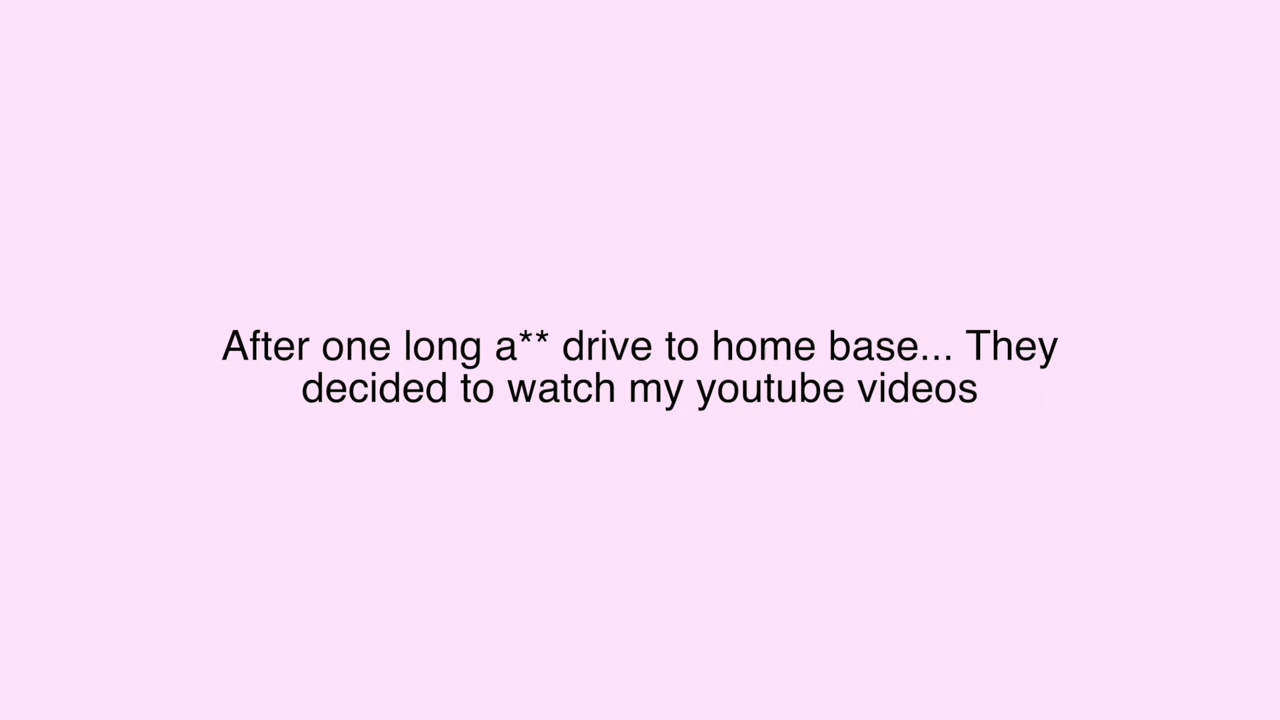 After one long a** drive to home base... They
decided to watch my youtube videos